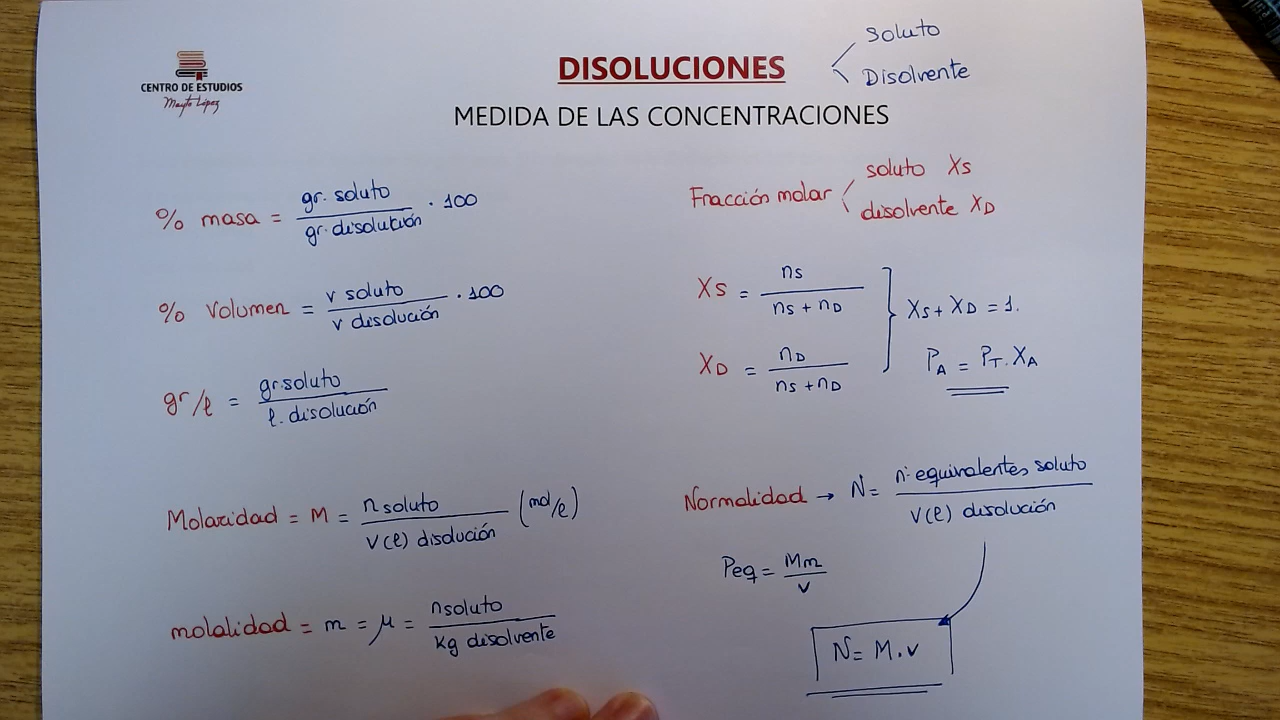 CENTRO DE ESTUDIOS
Mayte López
DISOLUCIONES
soluto
Disolvente
MEDIDA DE LAS CONCENTRACIONES
% masa = gr. soluto / gr. disolución · 100
% Volumen = v soluto / v disolución · 100
gr/l = gr. soluto / l. disolución
Molaridad = M = n soluto / v(l) disolución (mol/l)
molalidad = m = μ = n soluto / kg disolvente
Fracción molar
soluto Xs
disolvente XD
Xs = ns / ns + nD
XD = nD / ns + nD
Xs + XD = 1.
PA = PT . XA
Normalidad → N = nº equivalentes soluto / v(l) disolución
Peq = Mm / v
N = M . v